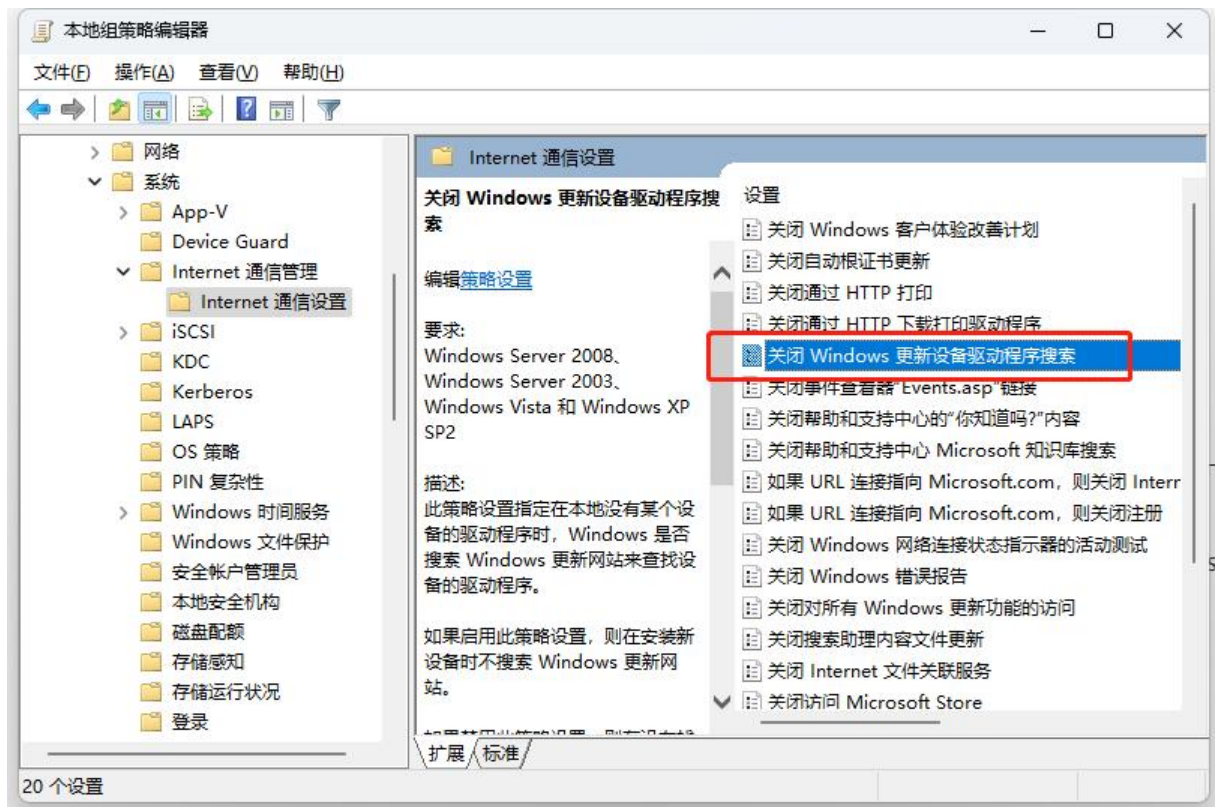 本地组策略编辑器
文件(F) 操作(A) 查看(V) 帮助(H)
网络
系统
App-V
Device Guard
Internet 通信管理
Internet 通信设置
iSCSI
KDC
Kerberos
LAPS
OS 策略
PIN 复杂性
Windows 时间服务
Windows 文件保护
安全帐户管理员
本地安全机构
磁盘配额
存储感知
存储运行状况
登录
Internet 通信设置
关闭 Windows 更新设备驱动程序搜
索
编辑策略设置
要求:
Windows Server 2008、
Windows Server 2003、
Windows Vista 和 Windows XP
SP2
描述:
此策略设置指定在本地没有某个设
备的驱动程序时，Windows 是否
搜索 Windows 更新网站来查找设
备的驱动程序。
如果启用此策略设置，则在安装新
设备时不搜索 Windows 更新网
站。
设置
关闭 Windows 客户体验改善计划
关闭自动根证书更新
关闭通过 HTTP 打印
关闭通过 HTTP 下载打印驱动程序
关闭 Windows 更新设备驱动程序搜索
关闭事件查看器“Events.asp”链接
关闭帮助和支持中心的“你知道吗?”内容
关闭帮助和支持中心 Microsoft 知识库搜索
如果 URL 连接指向 Microsoft.com，则关闭 Interr
如果 URL 连接指向 Microsoft.com，则关闭注册
关闭 Windows 网络连接状态指示器的活动测试
关闭 Windows 错误报告
关闭对所有 Windows 更新功能的访问
关闭搜索助理内容文件更新
关闭 Internet 文件关联服务
关闭访问 Microsoft Store
扩展 标准
20 个设置